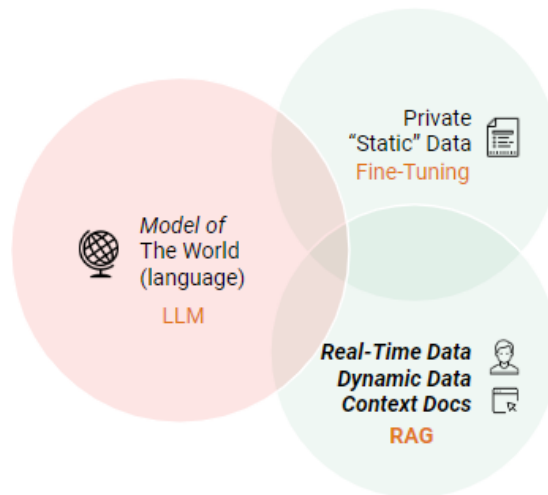 Private
“Static” Data
Fine-Tuning
Model of
The World
(language)
LLM
Real-Time Data
Dynamic Data
Context Docs
RAG